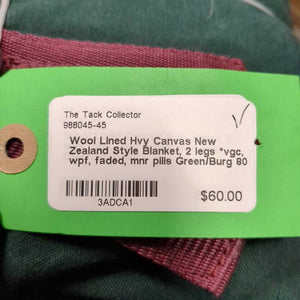 The Tack Collector
988045-45
Wool Lined Hvy Canvas New
Zealand Style Blanket, 2 legs *vgc,
wpf, faded, mnr pills Green/Burg 80
3ADCA1
$60.00